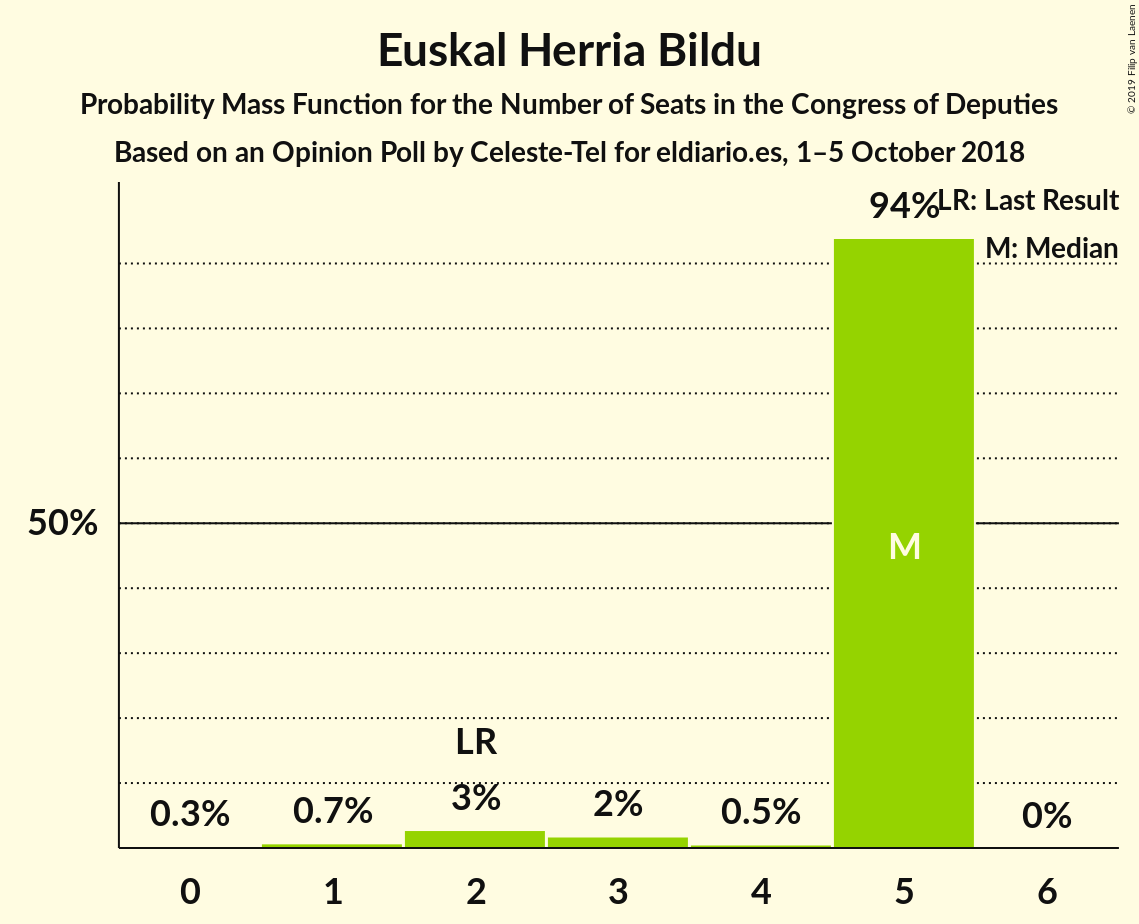 Euskal Herria Bildu
Probability Mass Function for the Number of Seats in the Congress of Deputies
Based on an Opinion Poll by Celeste-Tel for eldiario.es, 1–5 October 2018
© 2019 Filip van Laenen
LR: Last Result
M: Median
94%
50%
M
LR
0.3%
0.7%
3%
2%
0.5%
0%
0
1
2
3
4
5
6